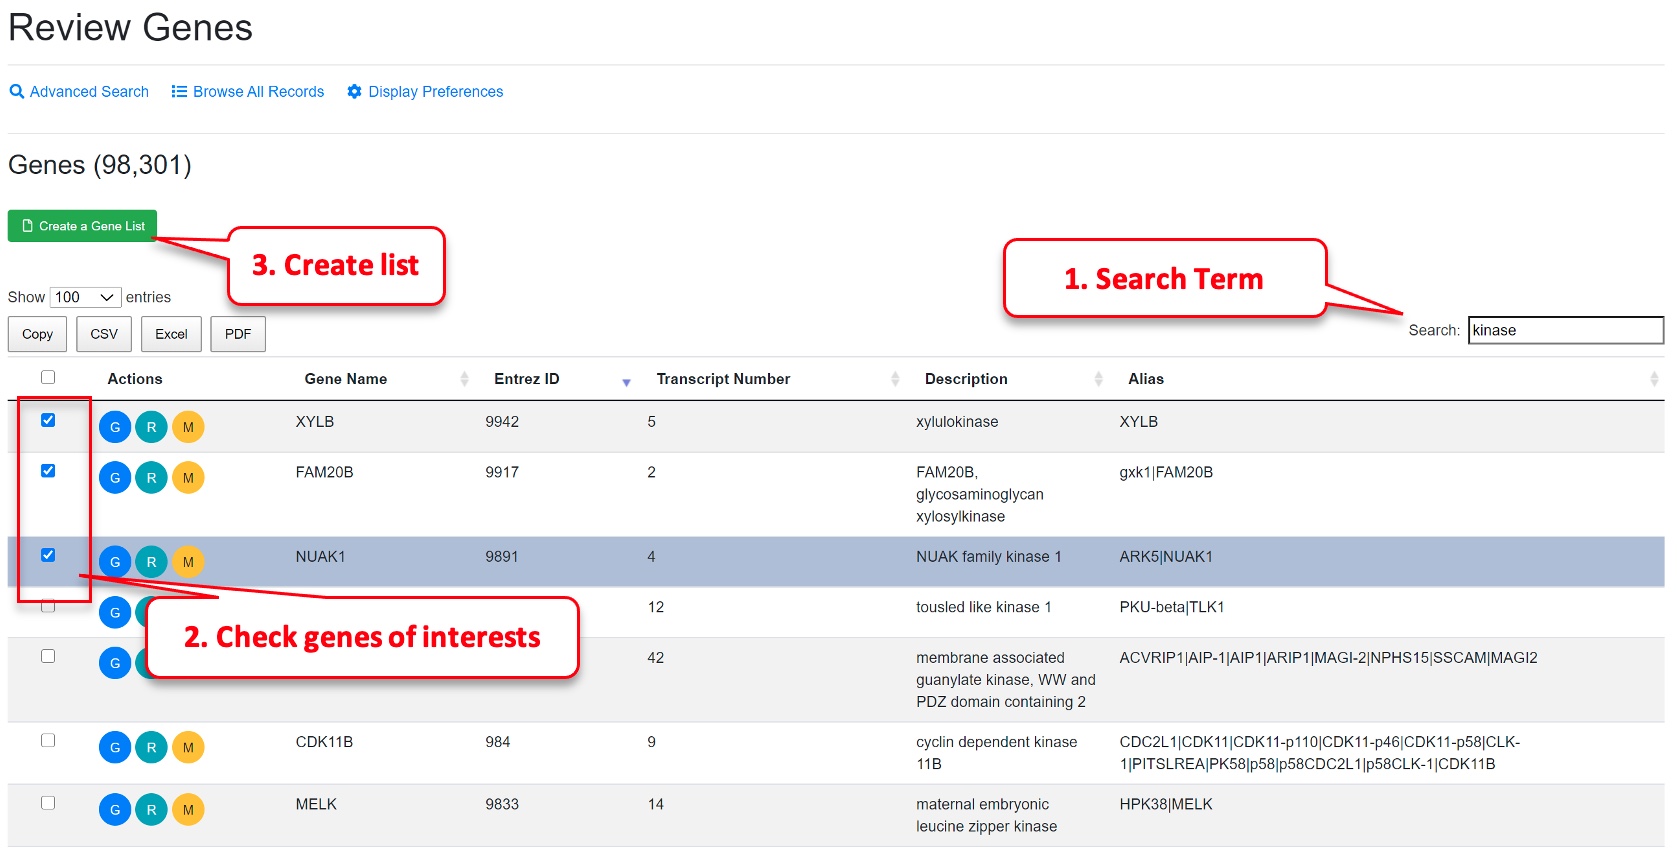 Review Genes
Advanced Search Browse All Records Display Preferences
Genes (98,301)
Create a Gene List
3. Create list
1. Search Term
Show 100 entries
Search: kinase
Copy CSV Excel PDF
Actions Gene Name Entrez ID Transcript Number Description Alias
G R M XYLB 9942 5 xylulokinase XYLB
G R M FAM20B 9917 2 FAM20B, gxk1|FAM20B
glycosaminoglycan
xylosylkinase
G R M NUAK1 9891 4 NUAK family kinase 1 ARK5|NUAK1
G 12 tousled like kinase 1 PKU-beta|TLK1
2. Check genes of interests
G 42 membrane associated ACVRIP1|AIP-1|AIP1|ARIP1|MAGI-2|NPHS15|SSCAM|MAGI2
guanylate kinase, WW and
PDZ domain containing 2
G R M CDK11B 984 9 cyclin dependent kinase CDC2L1|CDK11|CDK11-p110|CDK11-p46|CDK11-p58|CLK-
11B 1|PITSLREA|PK58|p58|p58CDC2L1|p58CLK-1|CDK11B
G R M MELK 9833 14 maternal embryonic HPK38|MELK
leucine zipper kinase